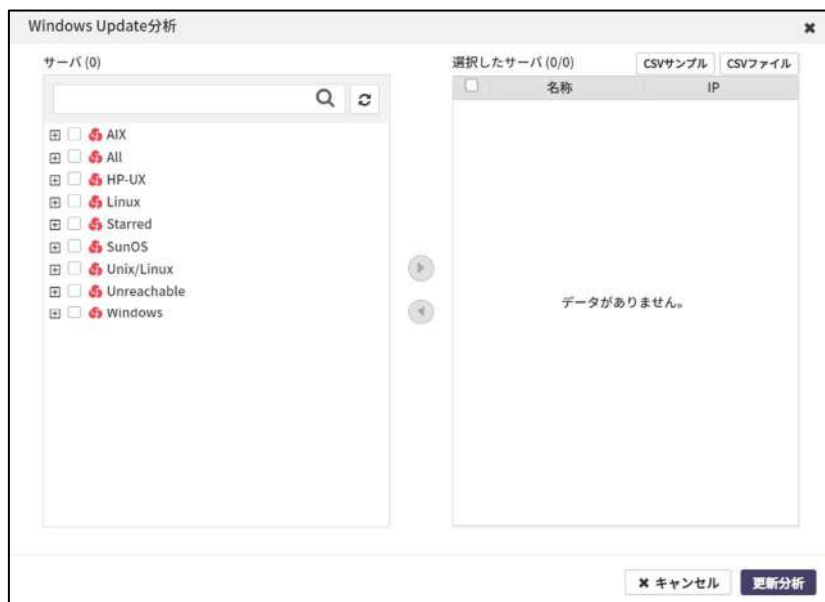 Windows Update分析
サーバ (0)
選択したサーバ (0/0)
CSVサンプル
CSVファイル
名称
IP
AIX
All
HP-UX
Linux
Starred
SunOS
Unix/Linux
Unreachable
Windows
データがありません。
キャンセル
更新分析